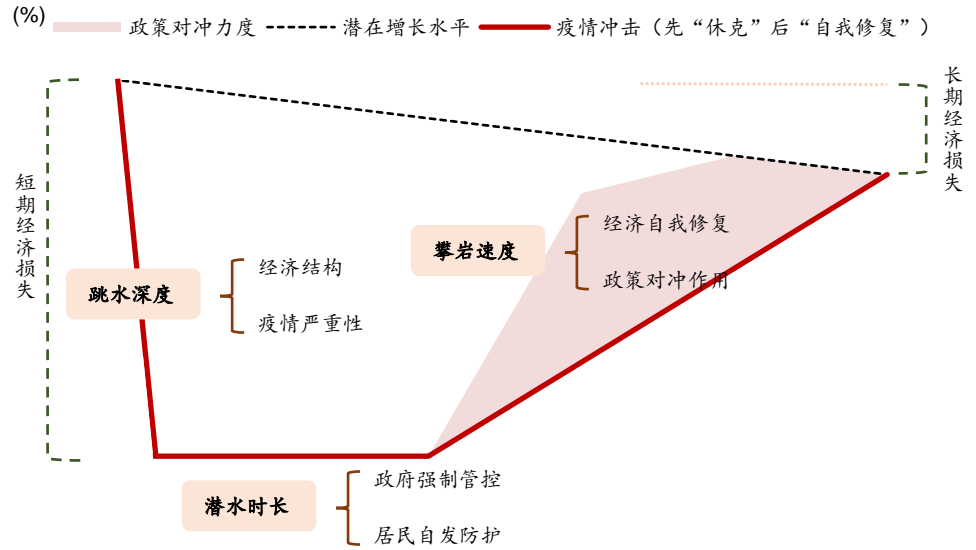 (%)
政策对冲力度 潜在增长水平 疫情冲击（先“休克”后“自我修复”）
长期经济损失
短期经济损失
跳水深度
经济结构
疫情严重性
攀岩速度
经济自我修复
政策对冲作用
潜水时长
政府强制管控
居民自发防护